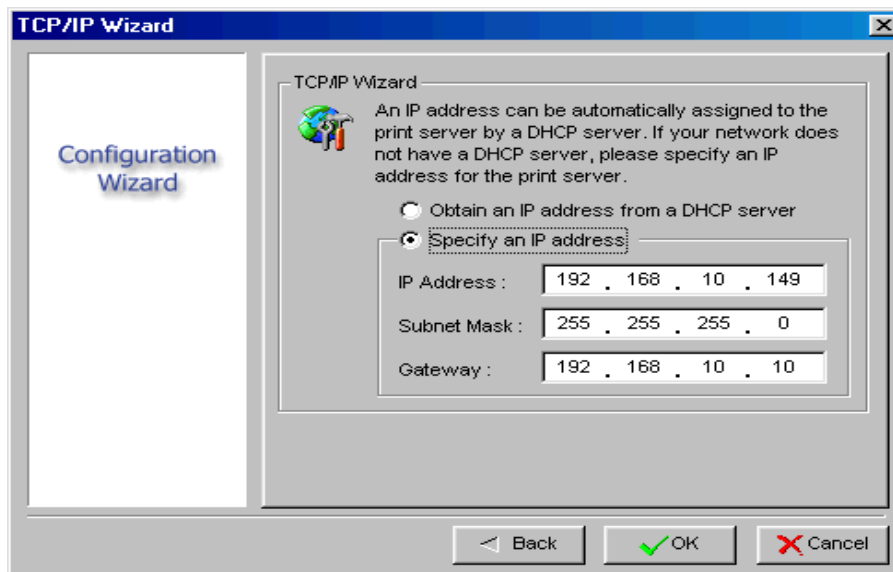 TCP/IP Wizard
Configuration
Wizard
TCP/IP Wizard
An IP address can be automatically assigned to the
print server by a DHCP server. If your network does
not have a DHCP server, please specify an IP
address for the print server.
Obtain an IP address from a DHCP server
Specify an IP address
IP Address : 192 . 168 . 10 . 149
Subnet Mask : 255 . 255 . 255 . 0
Gateway : 192 . 168 . 10 . 10
Back OK Cancel